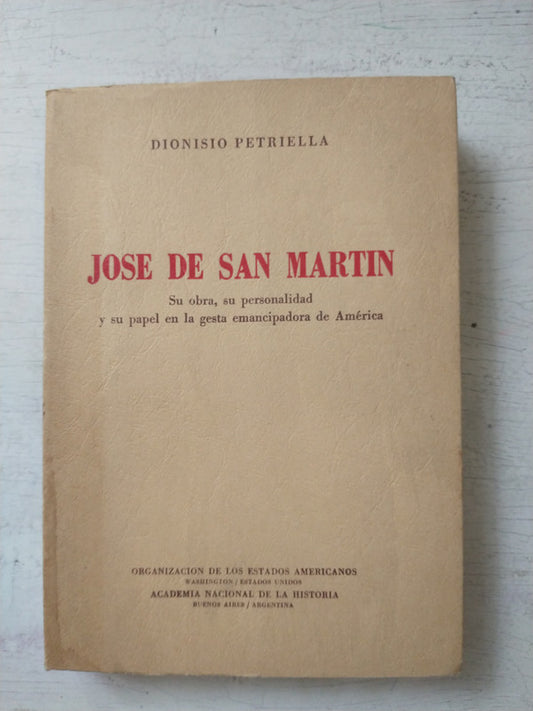 DIONISIO PETRIELLA
JOSE DE SAN MARTIN
Su obra, su personalidad
y su papel en la gesta emancipadora de América
ORGANIZACION DE LOS ESTADOS AMERICANOS
WASHINGTON / ESTADOS UNIDOS
ACADEMIA NACIONAL DE LA HISTORIA
BUENOS AIRES / ARGENTINA